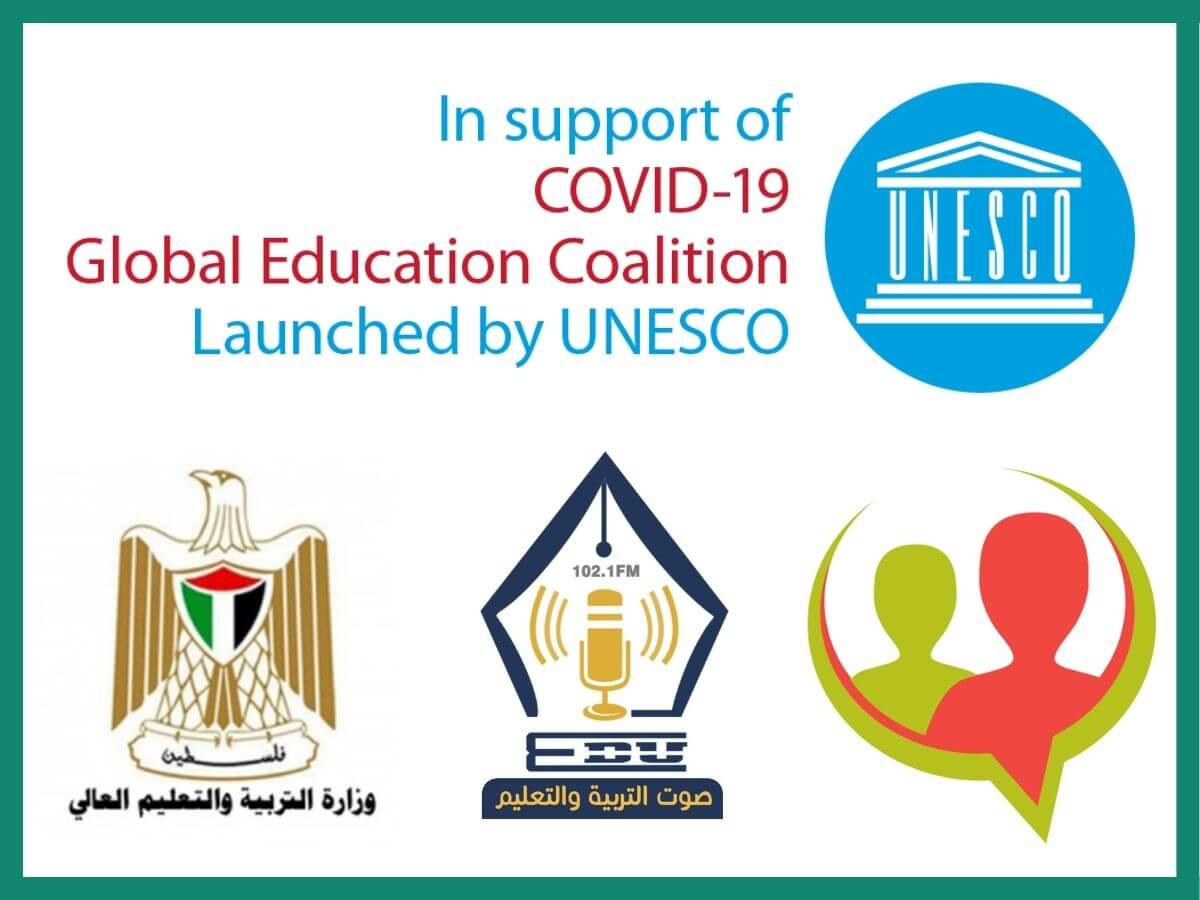 In support of
COVID-19
Global Education Coalition
Launched by UNESCO
UNESCO
فلسطين
وزارة التربية والتعليم العالي
102.1FM
EDU
صوت التربية والتعليم